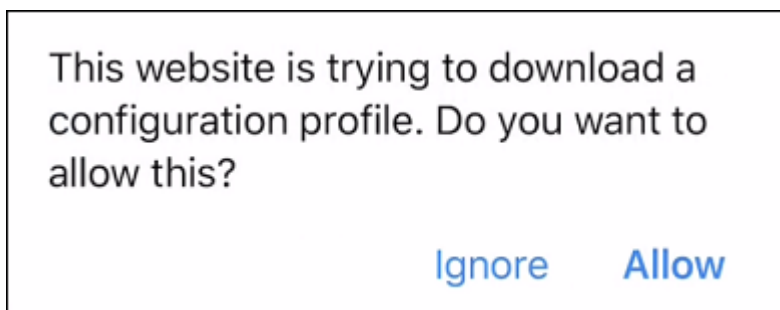 This website is trying to download a
configuration profile. Do you want to
allow this?
Ignore Allow